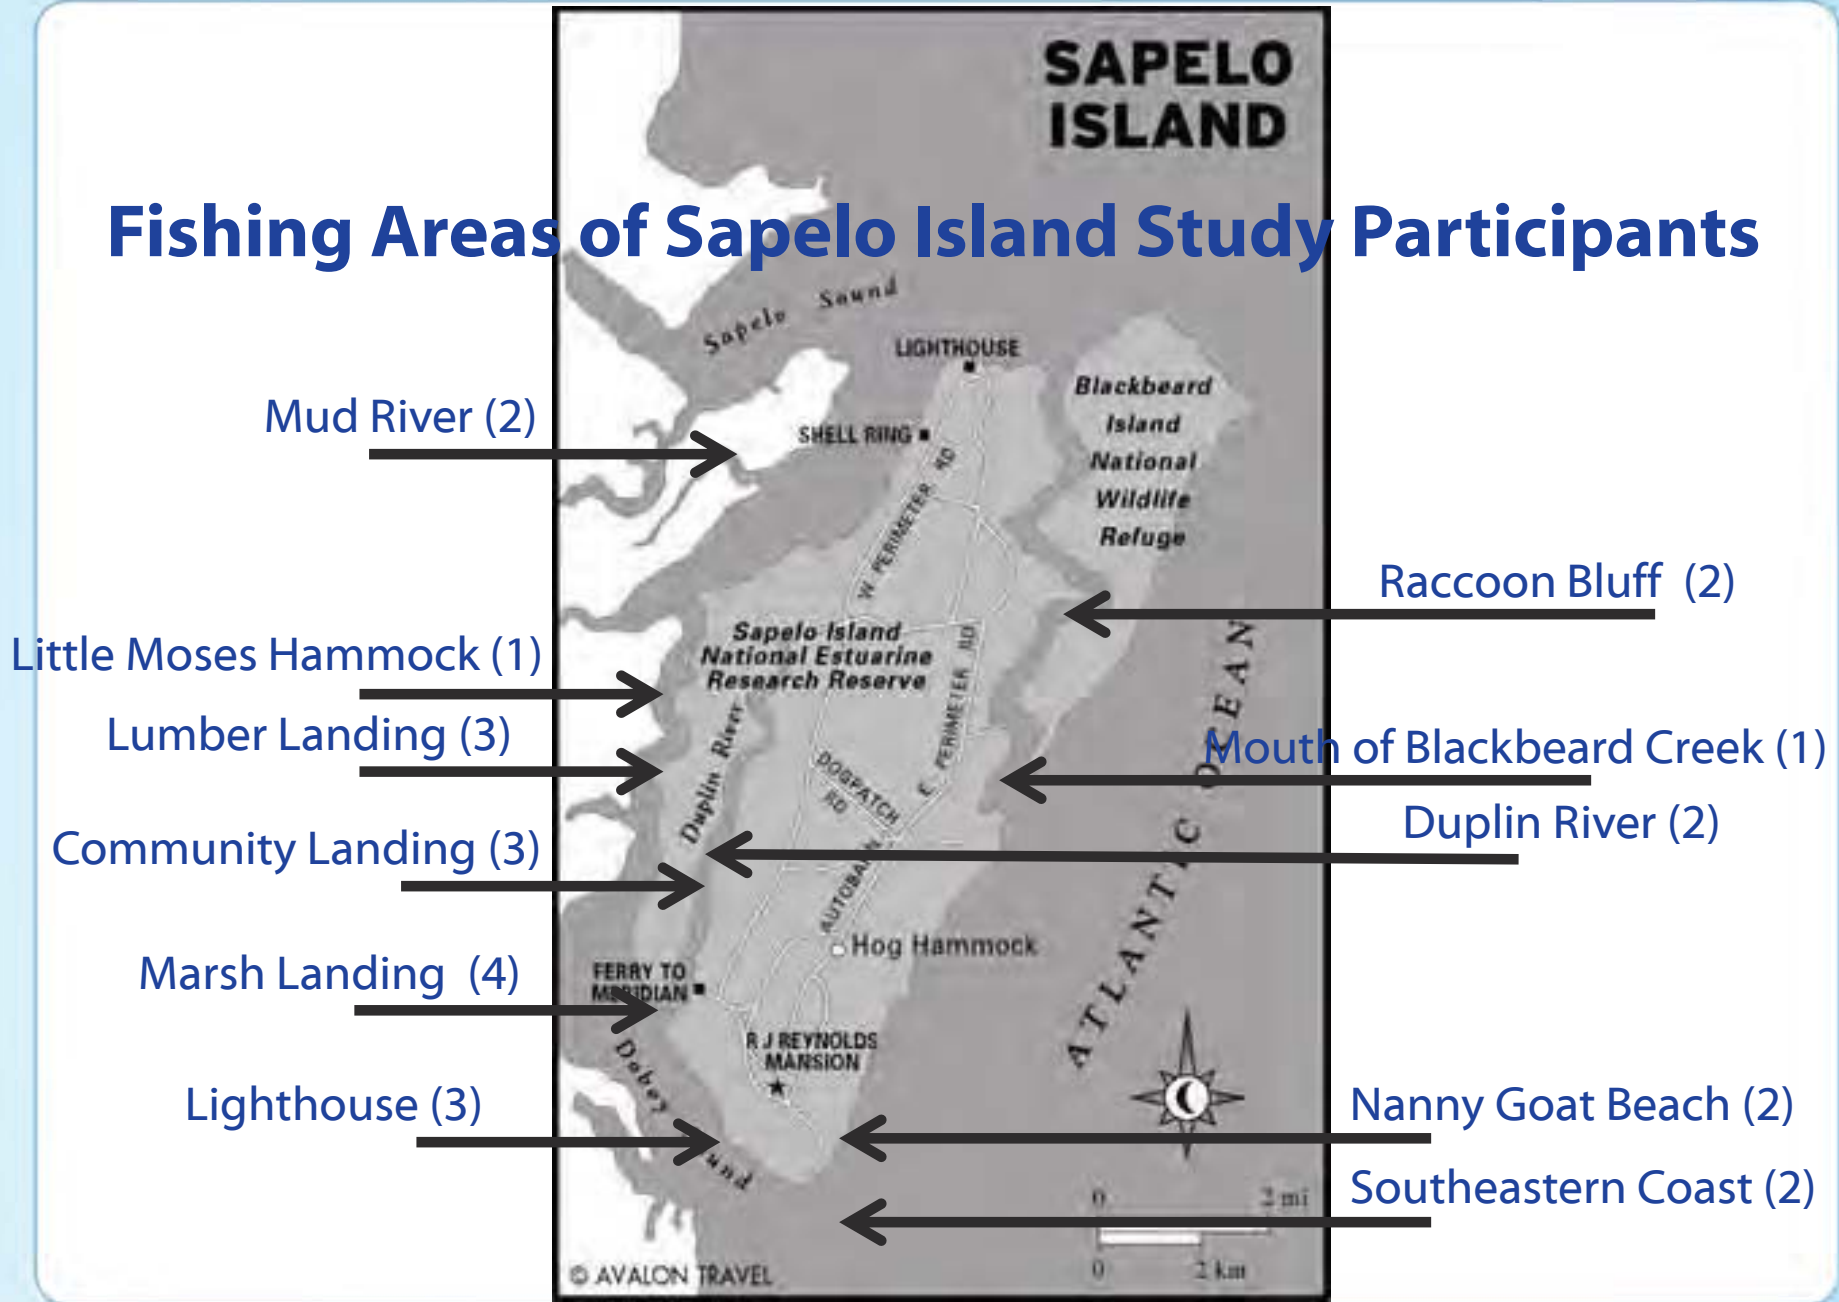 SAPELO
ISLAND
Fishing Areas of Sapelo Island Study Participants
Sapelo Sound
LIGHTHOUSE
Blackbeard
Island
National
Wildlife
Refuge
Mud River (2)
SHELL RING
W PERIMETER RD
Raccoon Bluff (2)
Sapelo Island
National Estuarine
Research Reserve
Little Moses Hammock (1)
E. PERIMETER RD
Lumber Landing (3)
Duplin River
Mouth of Blackbeard Creek (1)
DOGPATCH
RD
Duplin River (2)
Community Landing (3)
AUTOBAHN
ATLANTIC OCEAN
Hog Hammock
Marsh Landing (4)
FERRY TO
MERIDIAN
R J REYNOLDS
MANSION
Doboy Sound
Lighthouse (3)
Nanny Goat Beach (2)
Southeastern Coast (2)
0 2 mi
0 2 km
© AVALON TRAVEL